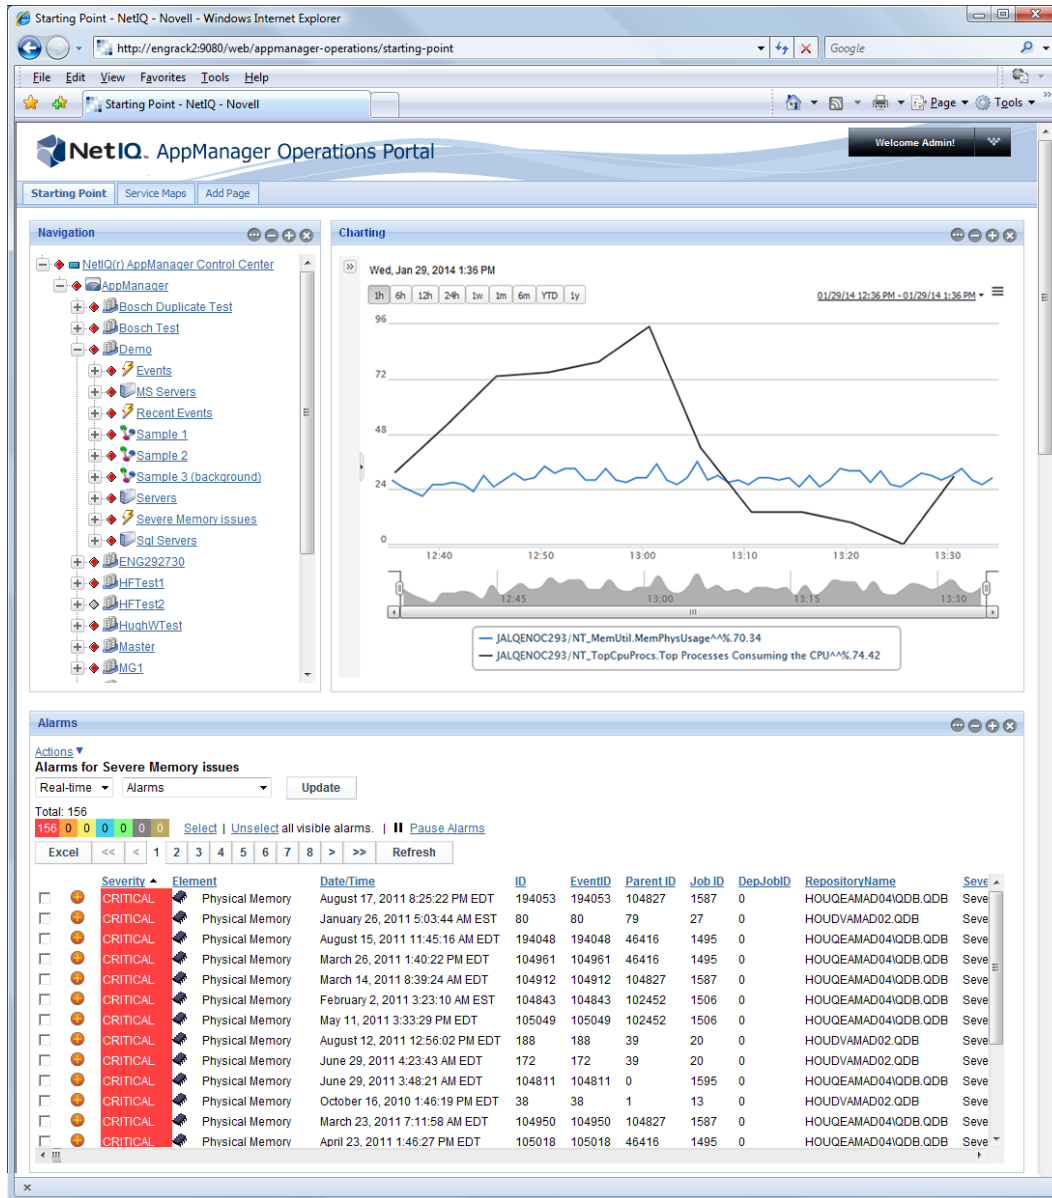 Starting Point - NetIQ - Novell - Windows Internet Explorer
http://engrack2:9080/web/appmanager-operations/starting-point
Google
File Edit View Favorites Tools Help
Starting Point - NetIQ - Novell
Page Tools
NetIQ. AppManager Operations Portal
Welcome Admin!
Starting Point Service Maps Add Page
Navigation
NetIQ(r) AppManager Control Center
AppManager
Bosch Duplicate Test
Bosch Test
Demo
Events
MS Servers
Recent Events
Sample 1
Sample 2
Sample 3 (background)
Servers
Severe Memory issues
Sql Servers
ENG292730
HFTest1
HFTest2
HughWTest
Master
MG1
Charting
Wed, Jan 29, 2014 1:36 PM
1h 6h 12h 24h 1w 1m 6m YTD 1y
01/29/14 12:36 PM - 01/29/14 1:36 PM
96
72
48
24
0
12:40 12:50 13:00 13:10 13:20 13:30
12:45 13:00 13:15 13:30
JALQENOC293/NT_MemUtil.MemPhysUsage^^%.70.34
JALQENOC293/NT_TopCpuProcs.Top Processes Consuming the CPU^^%.74.42
Alarms
Actions
Alarms for Severe Memory issues
Real-time Alarms Update
Total: 156
156 0 0 0 0 0 0 Select | Unselect all visible alarms. | Pause Alarms
Excel << < 1 2 3 4 5 6 7 8 > >> Refresh
Severity Element Date/Time ID EventID Parent ID Job ID DepJobID RepositoryName Seve
CRITICAL Physical Memory August 17, 2011 8:25:22 PM EDT 194053 194053 104827 1587 0 HOUQEAMAD04\QDB.QDB Seve
CRITICAL Physical Memory January 26, 2011 5:03:44 AM EST 80 80 79 27 0 HOUDVAMAD02.QDB Seve
CRITICAL Physical Memory August 15, 2011 11:45:16 AM EDT 194048 194048 46416 1495 0 HOUQEAMAD04\QDB.QDB Seve
CRITICAL Physical Memory March 26, 2011 1:40:22 PM EDT 104961 104961 46416 1495 0 HOUQEAMAD04\QDB.QDB Seve
CRITICAL Physical Memory March 14, 2011 8:39:24 AM EDT 104912 104912 104827 1587 0 HOUQEAMAD04\QDB.QDB Seve
CRITICAL Physical Memory February 2, 2011 3:23:10 AM EST 104843 104843 102452 1506 0 HOUQEAMAD04\QDB.QDB Seve
CRITICAL Physical Memory May 11, 2011 3:33:29 PM EDT 105049 105049 102452 1506 0 HOUQEAMAD04\QDB.QDB Seve
CRITICAL Physical Memory August 12, 2011 12:56:02 PM EDT 188 188 39 20 0 HOUDVAMAD02.QDB Seve
CRITICAL Physical Memory June 29, 2011 4:23:43 AM EDT 172 172 39 20 0 HOUDVAMAD02.QDB Seve
CRITICAL Physical Memory June 29, 2011 3:48:21 AM EDT 104811 104811 0 1595 0 HOUQEAMAD04\QDB.QDB Seve
CRITICAL Physical Memory October 16, 2010 1:46:19 PM EDT 38 38 1 13 0 HOUDVAMAD02.QDB Seve
CRITICAL Physical Memory March 23, 2011 7:11:58 AM EDT 104950 104950 104827 1587 0 HOUQEAMAD04\QDB.QDB Seve
CRITICAL Physical Memory April 23, 2011 1:46:27 PM EDT 105018 105018 46416 1495 0 HOUQEAMAD04\QDB.QDB Seve